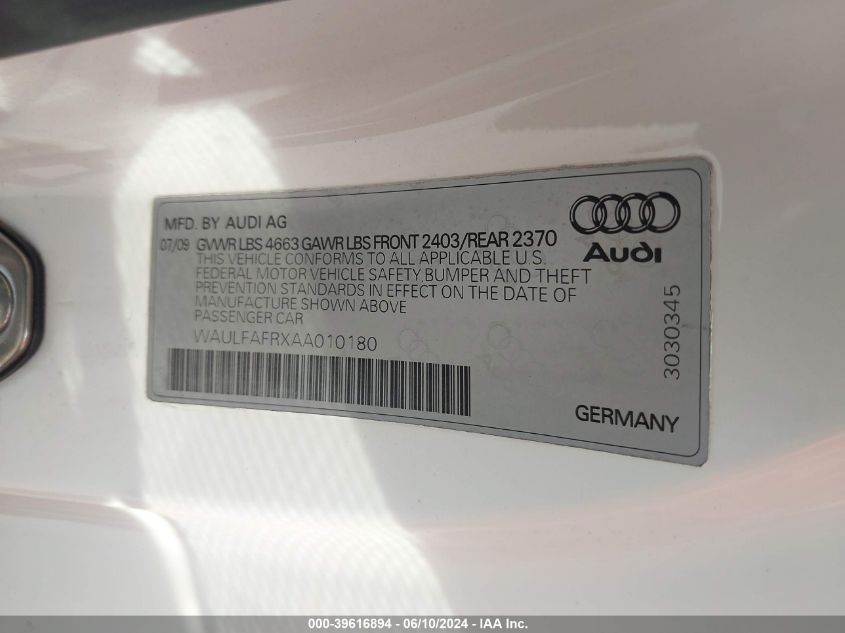 MFD. BY AUDI AG
07/09 GVWR LBS 4663 GAWR LBS FRONT 2403/REAR 2370
THIS VEHICLE CONFORMS TO ALL APPLICABLE U.S.
FEDERAL MOTOR VEHICLE SAFETY, BUMPER AND THEFT
PREVENTION STANDARDS IN EFFECT ON THE DATE OF
MANUFACTURE SHOWN ABOVE
PASSENGER CAR
WAULFAFRXAA010180
Audi
3030345
GERMANY
000-39616894 - 06/10/2024 - IAA Inc.